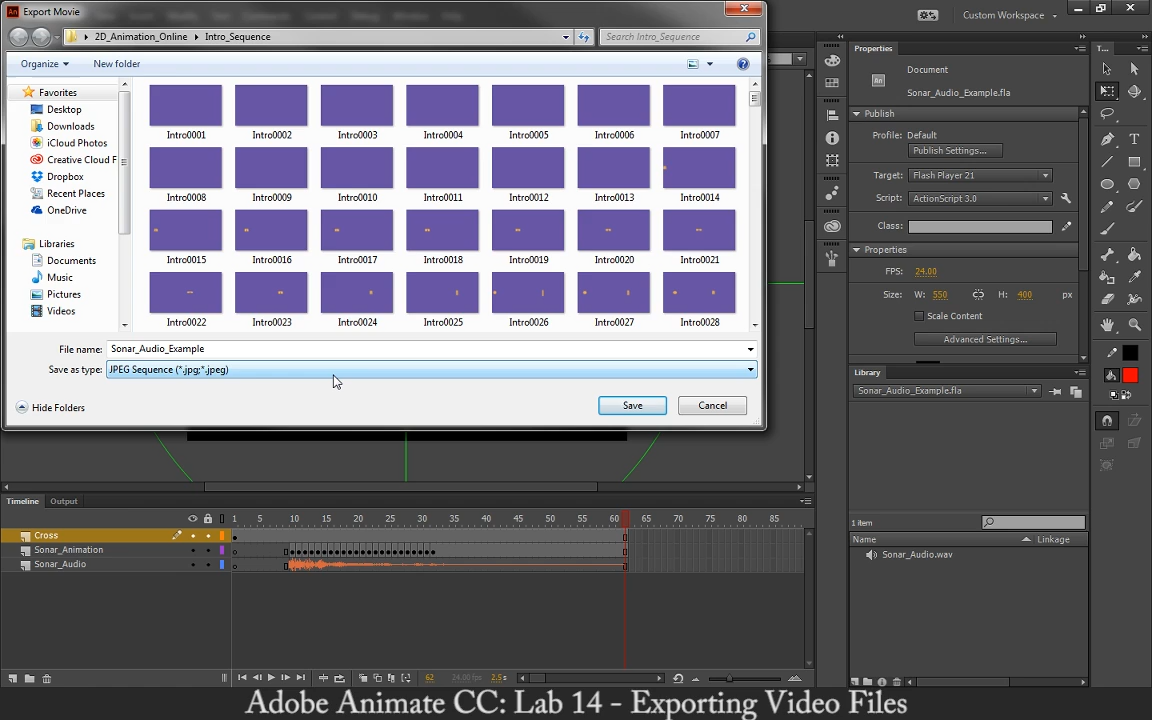 Export Movie
2D_Animation_Online Intro_Sequence
Search Intro_Sequence
Custom Workspace
Organize New folder
Favorites
Desktop
Downloads
iCloud Photos
Creative Cloud F
Dropbox
Recent Places
OneDrive
Libraries
Documents
Music
Pictures
Videos
Intro0001 Intro0002 Intro0003 Intro0004 Intro0005 Intro0006 Intro0007
Intro0008 Intro0009 Intro0010 Intro0011 Intro0012 Intro0013 Intro0014
Intro0015 Intro0016 Intro0017 Intro0018 Intro0019 Intro0020 Intro0021
Intro0022 Intro0023 Intro0024 Intro0025 Intro0026 Intro0027 Intro0028
File name: Sonar_Audio_Example
Save as type: JPEG Sequence (*.jpg;*.jpeg)
Hide Folders
Save Cancel
Properties
T...
An
Document
Sonar_Audio_Example.fla
Publish
Profile: Default
Publish Settings...
Target: Flash Player 21
Script: ActionScript 3.0
Class:
Properties
FPS: 24.00
Size: W: 550 H: 400 px
Scale Content
Advanced Settings...
Library
Sonar_Audio_Example.fla
1 item
Name Linkage
Sonar_Audio.wav
Timeline Output
1 5 10 15 20 25 30 35 40 45 50 55 60 65 70 75 80 85
Cross
Sonar_Animation
Sonar_Audio
62 24.00 fps 2.5s
Adobe Animate CC: Lab 14 - Exporting Video Files